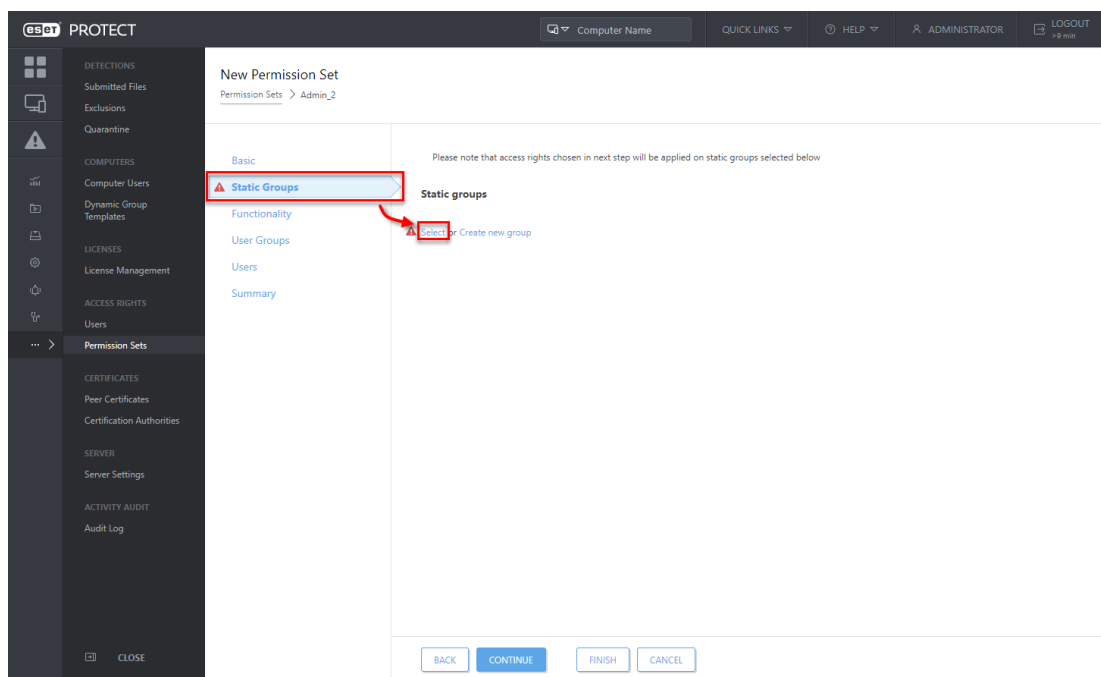 eset PROTECT
Computer Name
QUICK LINKS
HELP
ADMINISTRATOR
LOGOUT
>9 min
DETECTIONS
Submitted Files
Exclusions
Quarantine
COMPUTERS
Computer Users
Dynamic Group
Templates
LICENSES
License Management
ACCESS RIGHTS
Users
Permission Sets
CERTIFICATES
Peer Certificates
Certification Authorities
SERVER
Server Settings
ACTIVITY AUDIT
Audit Log
CLOSE
New Permission Set
Permission Sets > Admin_2
Basic
Static Groups
Functionality
User Groups
Users
Summary
Please note that access rights chosen in next step will be applied on static groups selected below
Static groups
Select or Create new group
BACK
CONTINUE
FINISH
CANCEL